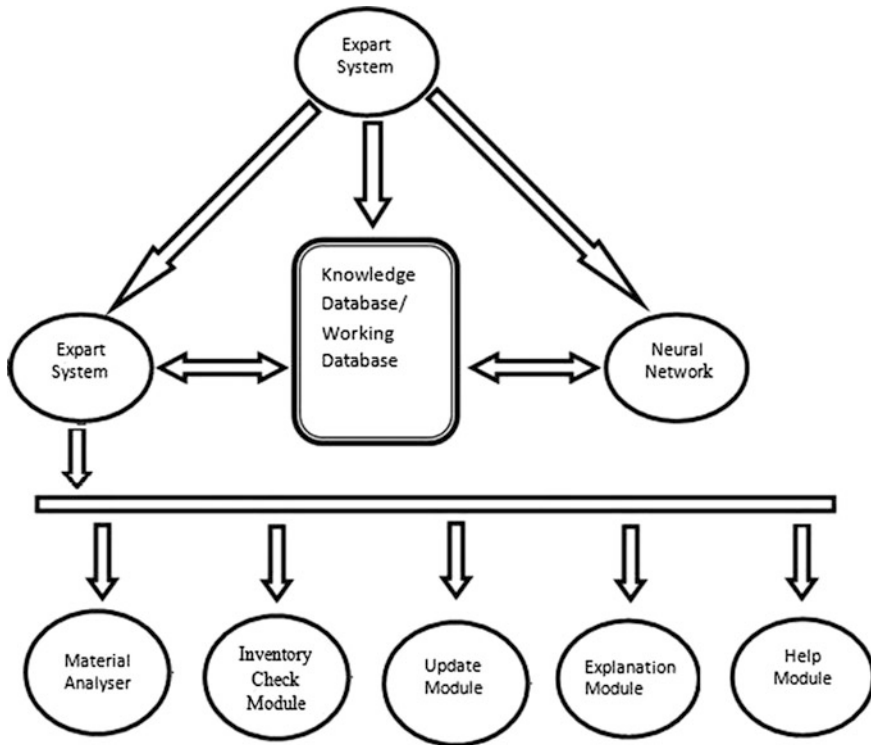 Expart
System
Knowledge
Database/
Working
Database
Expart
System
Neural
Network
Material
Analyser
Inventory
Check
Module
Update
Module
Explanation
Module
Help
Module